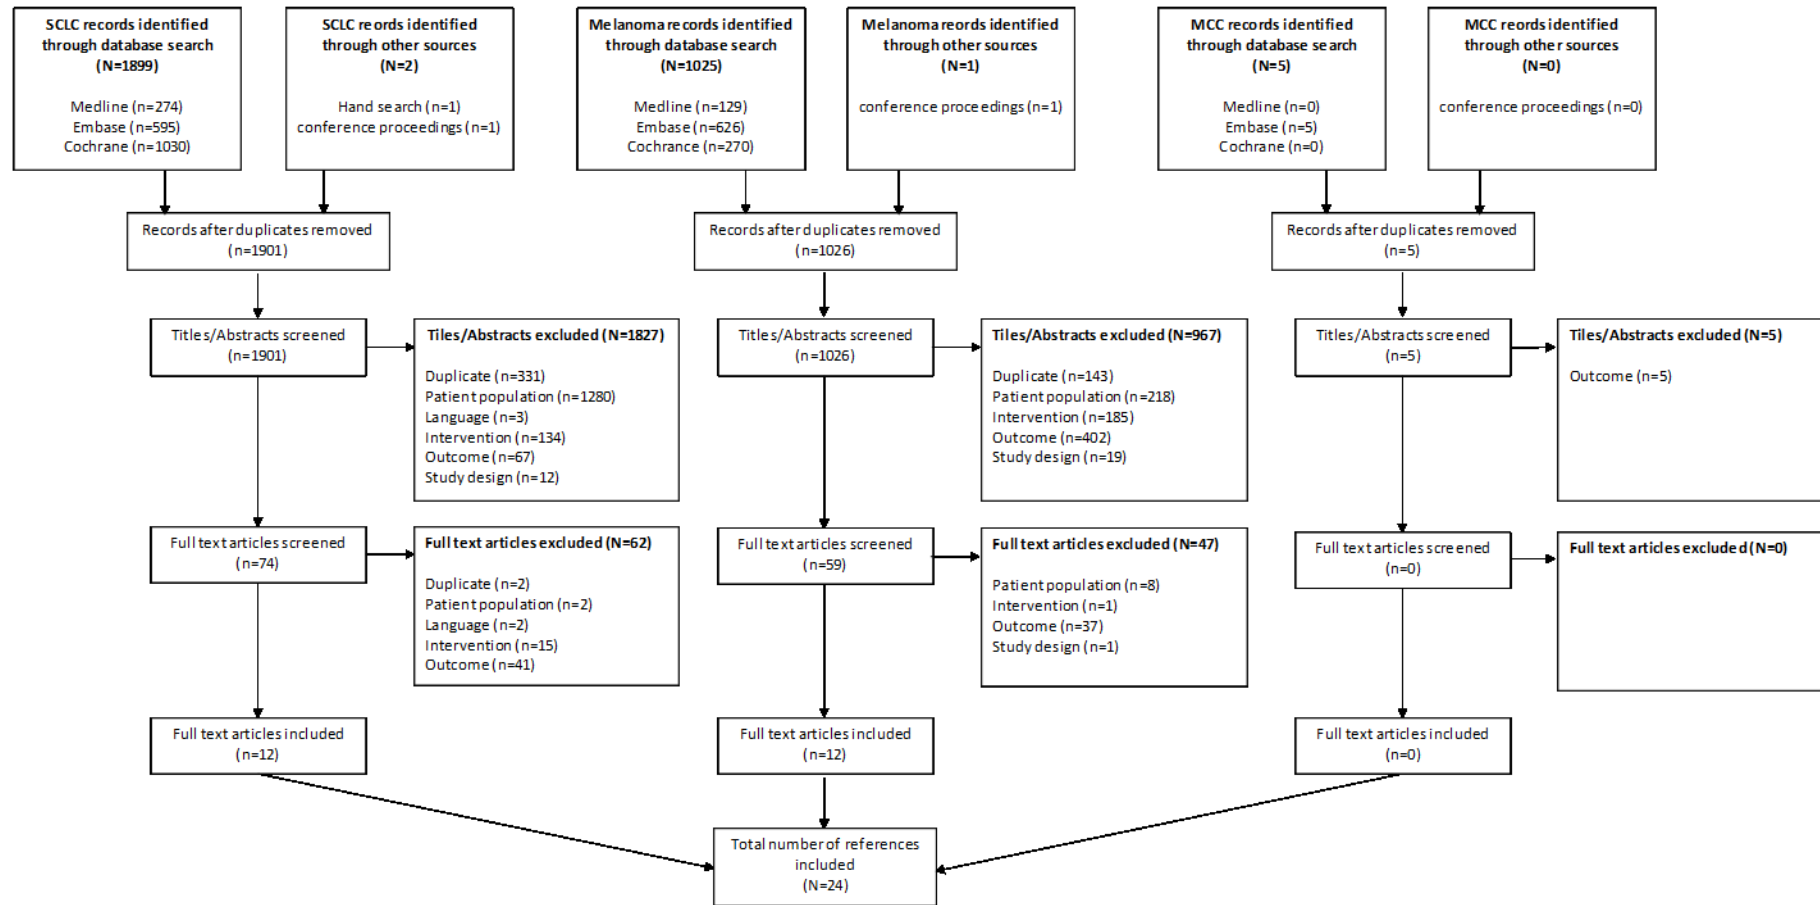 SCLC records identified
through database search
(N=1899)
Medline (n=274)
Embase (n=595)
Cochrane (n=1030)
SCLC reords identified
through other sources
(N=2)
Hand search (n=1)
conference proceedings (n=1)
Melanoma records identified
through database search
(N=1025)
Medline (n=129)
Embase (n=626)
Cochrance (n=270)
Melanoma reords identified
through other sources
(N=1)
conference proceedings (n=1)
MCC records identified
through database search
(N=5)
Medline (n=0)
Embase (n=5)
Cochrane (n=0)
MCC reords identified
through other sources
(N=0)
conference proceedings (n=0)
Records after duplicates removed
(n=1901)
Records after duplicates removed
(n=1026)
Records after duplicates removed
(n=5)
Titles/Abstracts screened
(n=1901)
Tiles/Abstracts excluded (N=1827)
Duplicate (n=331)
Patient population (n=1280)
Language (n=3)
Intervention (n=134)
Outcome (n=67)
Study design (n=12)
Titles/Abstracts screened
(n=1026)
Tiles/Abstracts excluded (N=967)
Duplicate (n=143)
Patient population (n=218)
Intervention (n=185)
Outcome (n=402)
Study design (n=19)
Titles/Abstracts screened
(n=5)
Tiles/Abstracts excluded (N=5)
Outcome (n=5)
Full text articles screened
(n=74)
Full text articles excluded (N=62)
Duplicate (n=2)
Patient population (n=2)
Language (n=2)
Intervention (n=15)
Outcome (n=41)
Full text articles screened
(n=59)
Full text articles excluded (N=47)
Patient population (n=8)
Intervention (n=1)
Outcome (n=37)
Study design (n=1)
Full text articles screened
(n=0)
Full text articles excluded (N=0)
Full text articles included
(n=12)
Full text articles included
(n=12)
Full text articles included
(n=0)
Total number of references
included
(N=24)